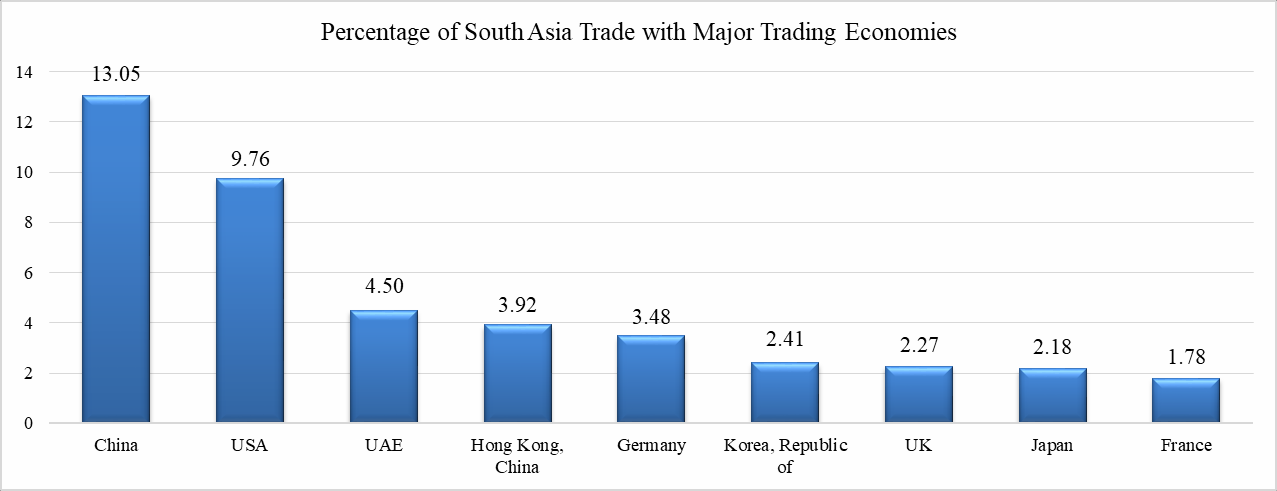 Percentage of South Asia Trade with Major Trading Economies
14
12
10
8
6
4
2
0
13.05
9.76
4.50
3.92
3.48
2.41
2.27
2.18
1.78
China
USA
UAE
Hong Kong,
China
Germany
Korea, Republic
of
UK
Japan
France